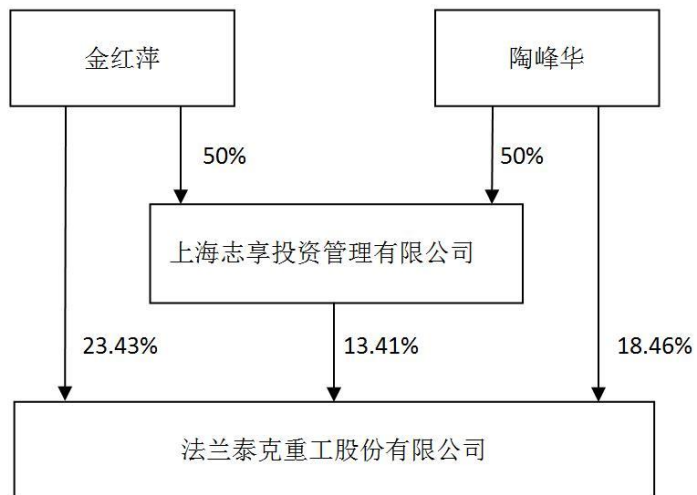 金红萍
陶峰华
50%
50%
上海志享投资管理有限公司
23.43%
13.41%
18.46%
法兰泰克重工股份有限公司